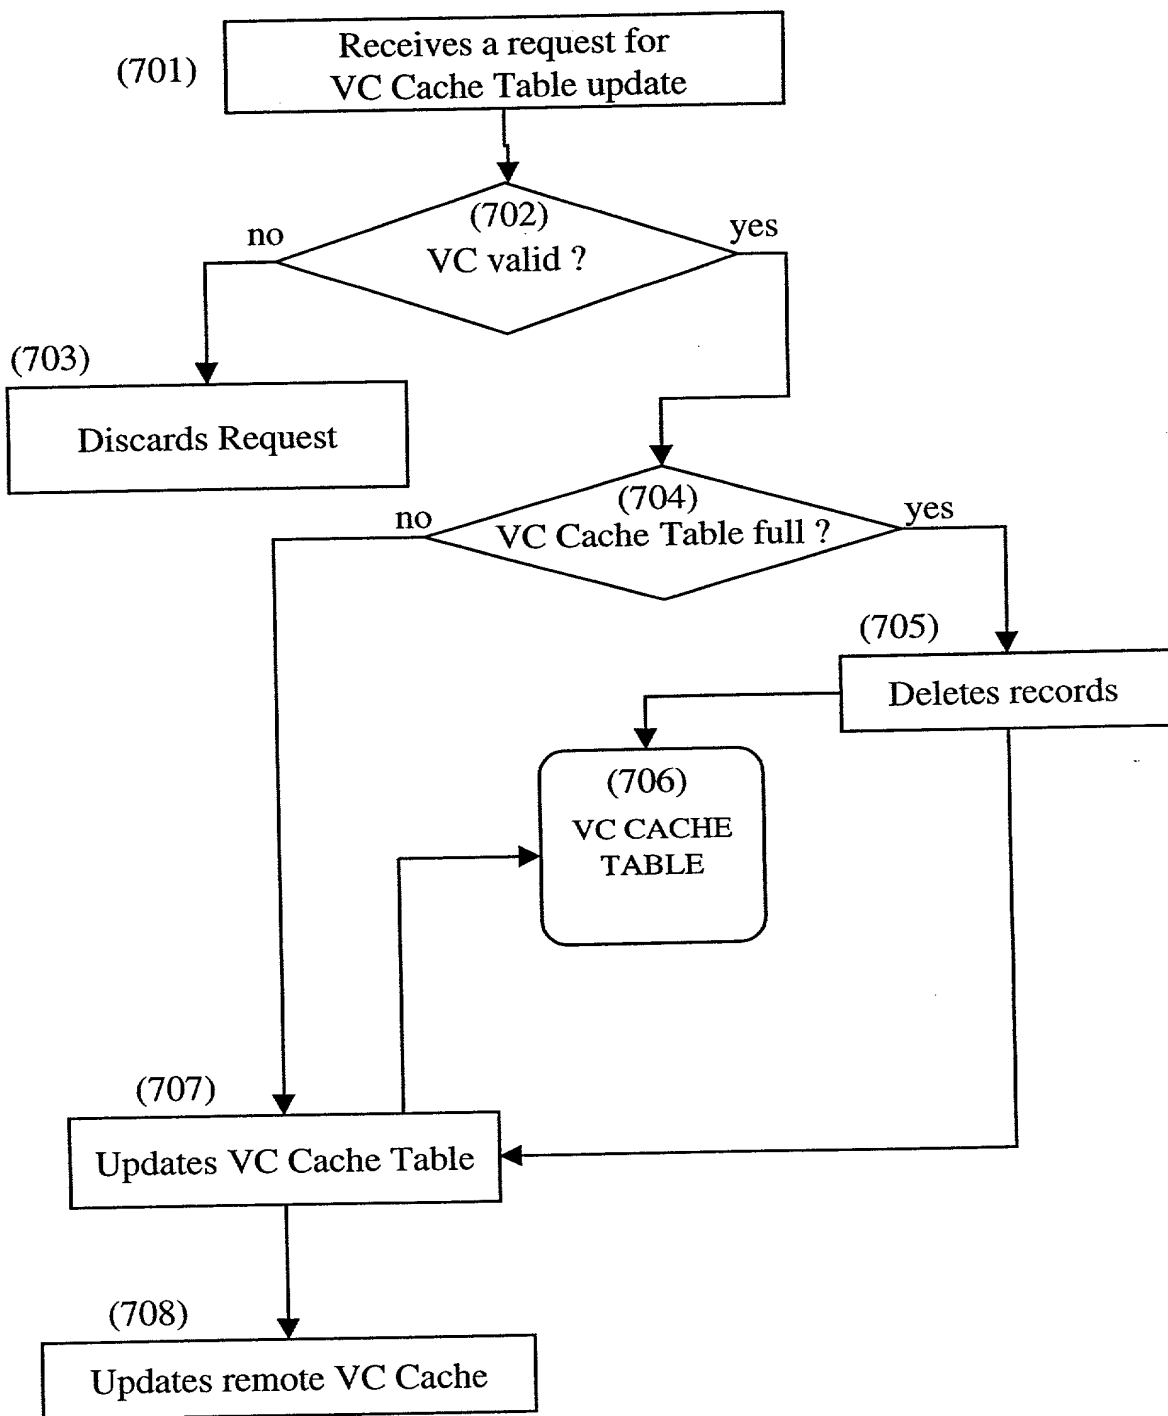 (701)
Receives a request for
VC Cache Table update
(702)
no
yes
VC valid ?
(703)
Discards Request
(704)
no
yes
VC Cache Table full ?
(705)
Deletes records
(706)
VC CACHE
TABLE
(707)
Updates VC Cache Table
(708)
Updates remote VC Cache